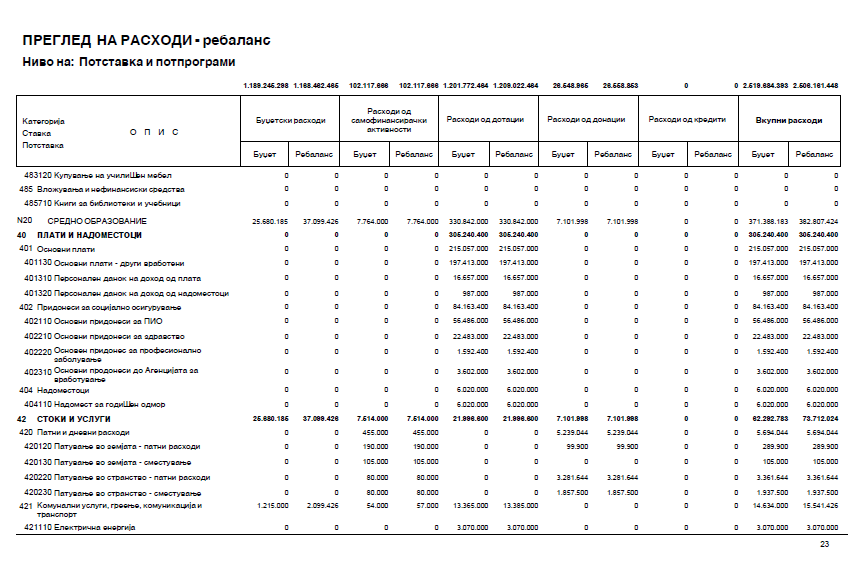 ПРЕГЛЕД НА РАСХОДИ - ребаланс
Ниво на: Потставка и потпрограми
1.189.245.298 1.168.462.465 102.117.666 102.117.666 1.201.772.464 1.209.022.464 26.548.965 26.558.853 0 0 2.519.684.393 2.506.161.448
Категорија
Ставка
Потставка
О П И С
Буџетски расходи
Расходи од самофинансирачки активности
Расходи од дотации
Расходи од донации
Расходи од кредити
Вкупни расходи
Буџет Ребаланс Буџет Ребаланс Буџет Ребаланс Буџет Ребаланс Буџет Ребаланс Буџет Ребаланс
483120 Купување на училиШен мебел 0 0 0 0 0 0 0 0 0 0 0 0
485 Вложувања и нефинансиски средства 0 0 0 0 0 0 0 0 0 0 0 0
485710 Книги за библиотеки и учебници 0 0 0 0 0 0 0 0 0 0 0 0
N20 СРЕДНО ОБРАЗОВАНИЕ 25.680.185 37.099.426 7.764.000 7.764.000 330.842.000 330.842.000 7.101.998 7.101.998 0 0 371.388.183 382.807.424
40 ПЛАТИ И НАДОМЕСТОЦИ 0 0 0 0 305.240.400 305.240.400 0 0 0 0 305.240.400 305.240.400
401 Основни плати 0 0 0 0 215.057.000 215.057.000 0 0 0 0 215.057.000 215.057.000
401130 Основни плати - други вработени 0 0 0 0 197.413.000 197.413.000 0 0 0 0 197.413.000 197.413.000
401310 Персонален данок на доход од плата 0 0 0 0 16.657.000 16.657.000 0 0 0 0 16.657.000 16.657.000
401320 Персонален данок на доход од надоместоци 0 0 0 0 987.000 987.000 0 0 0 0 987.000 987.000
402 Придонеси за социјално осигурување 0 0 0 0 84.163.400 84.163.400 0 0 0 0 84.163.400 84.163.400
402110 Основни придонеси за ПИО 0 0 0 0 56.486.000 56.486.000 0 0 0 0 56.486.000 56.486.000
402210 Основни придонеси за здравство 0 0 0 0 22.483.000 22.483.000 0 0 0 0 22.483.000 22.483.000
402220 Основен придонес за професионално заболување 0 0 0 0 1.592.400 1.592.400 0 0 0 0 1.592.400 1.592.400
402310 Основни продонеси до Агенцијата за вработување 0 0 0 0 3.602.000 3.602.000 0 0 0 0 3.602.000 3.602.000
404 Надоместоци 0 0 0 0 6.020.000 6.020.000 0 0 0 0 6.020.000 6.020.000
404110 Надомест за годиШен одмор 0 0 0 0 6.020.000 6.020.000 0 0 0 0 6.020.000 6.020.000
42 СТОКИ И УСЛУГИ 25.680.185 37.099.426 7.514.000 7.514.000 21.996.600 21.996.600 7.101.998 7.101.998 0 0 62.292.783 73.712.024
420 Патни и дневни расходи 0 0 455.000 455.000 0 0 5.239.044 5.239.044 0 0 5.694.044 5.694.044
420120 Патување во земјата - патни расходи 0 0 190.000 190.000 0 0 99.900 99.900 0 0 289.900 289.900
420130 Патување во земјата - сместување 0 0 105.000 105.000 0 0 0 0 0 0 105.000 105.000
420220 Патување во странство - патни расходи 0 0 80.000 80.000 0 0 3.281.644 3.281.644 0 0 3.361.644 3.361.644
420230 Патување во странство - сместување 0 0 80.000 80.000 0 0 1.857.500 1.857.500 0 0 1.937.500 1.937.500
421 Комунални услуги, греење, комуникација и транспорт 1.215.000 2.099.426 54.000 57.000 13.365.000 13.385.000 0 0 0 0 14.634.000 15.541.426
421110 Електрична енергија 0 0 0 0 3.070.000 3.070.000 0 0 0 0 3.070.000 3.070.000
23